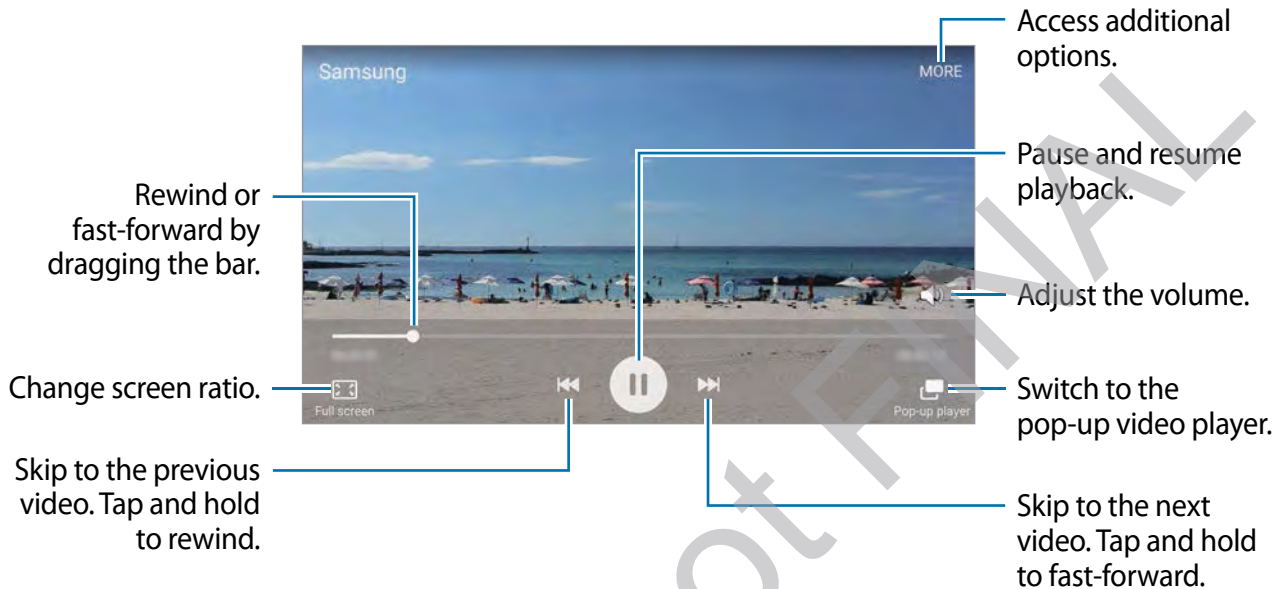 Access additional
options.
Samsung
MORE
Pause and resume
playback.
Rewind or
fast-forward by
dragging the bar.
Adjust the volume.
Change screen ratio.
Full screen
Pop-up player
Switch to the
pop-up video player.
Skip to the previous
video. Tap and hold
to rewind.
Skip to the next
video. Tap and hold
to fast-forward.
ot FINAL